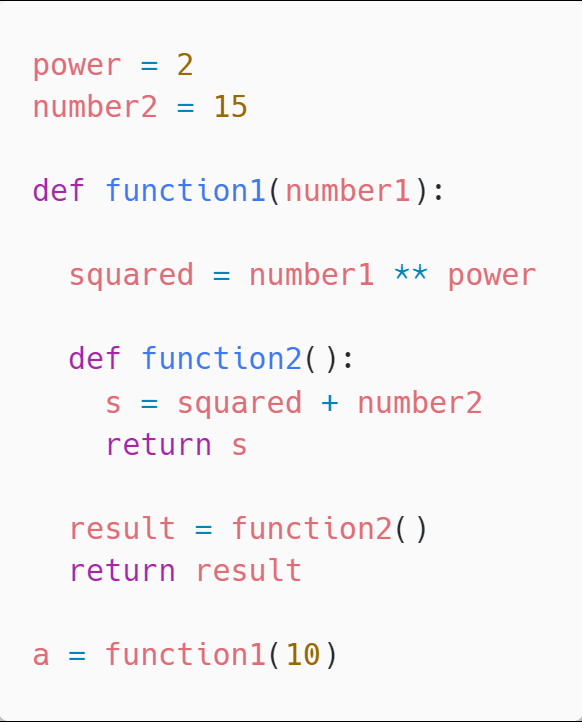 power = 2
number2 = 15
def function1(number1):
squared = number1 ** power
def function2():
s = squared + number2
return s
result = function2()
return result
a = function1(10)